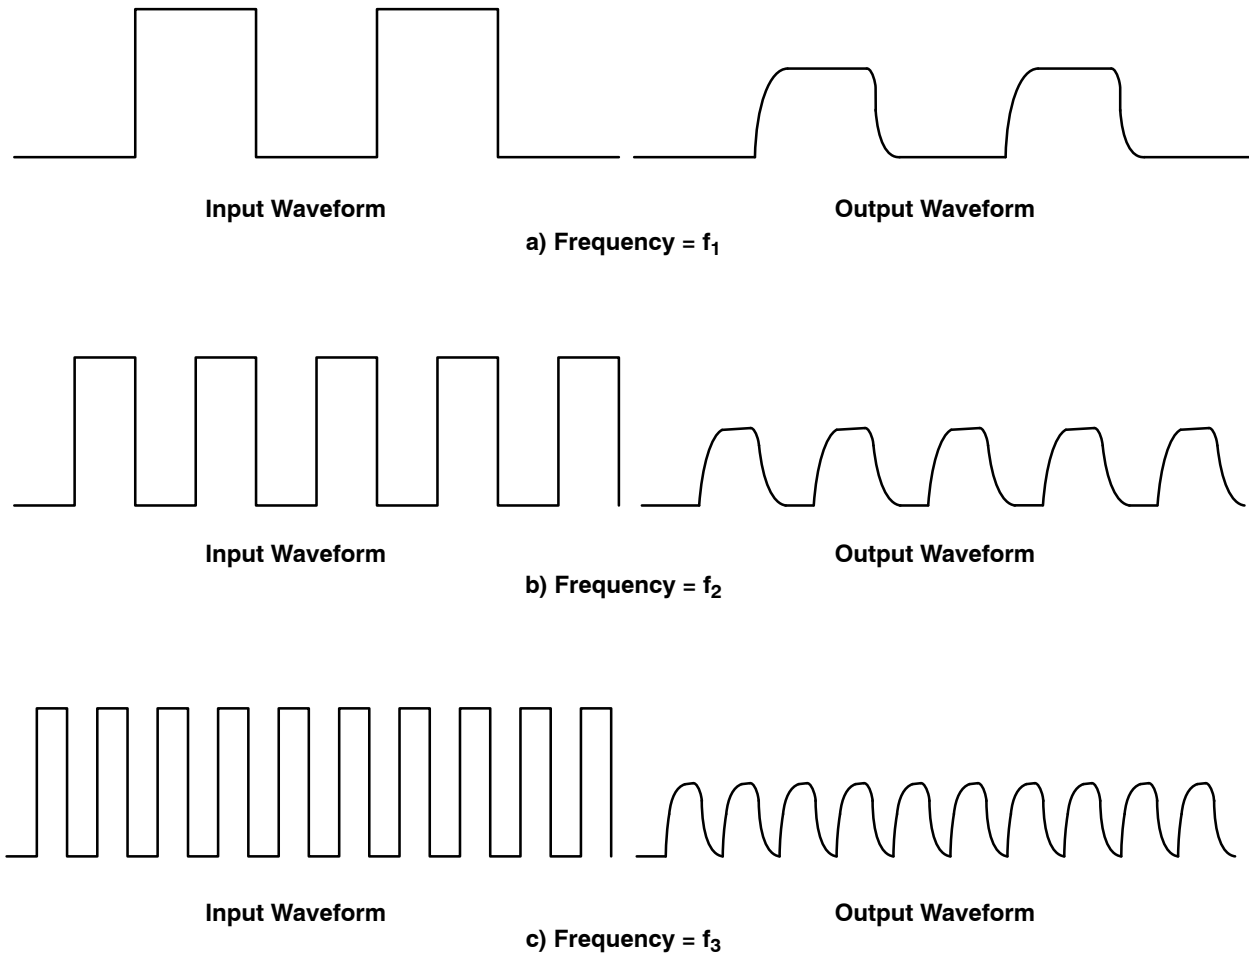 Input Waveform
Output Waveform
a) Frequency = f₁
Input Waveform
Output Waveform
b) Frequency = f₂
Input Waveform
Output Waveform
c) Frequency = f₃